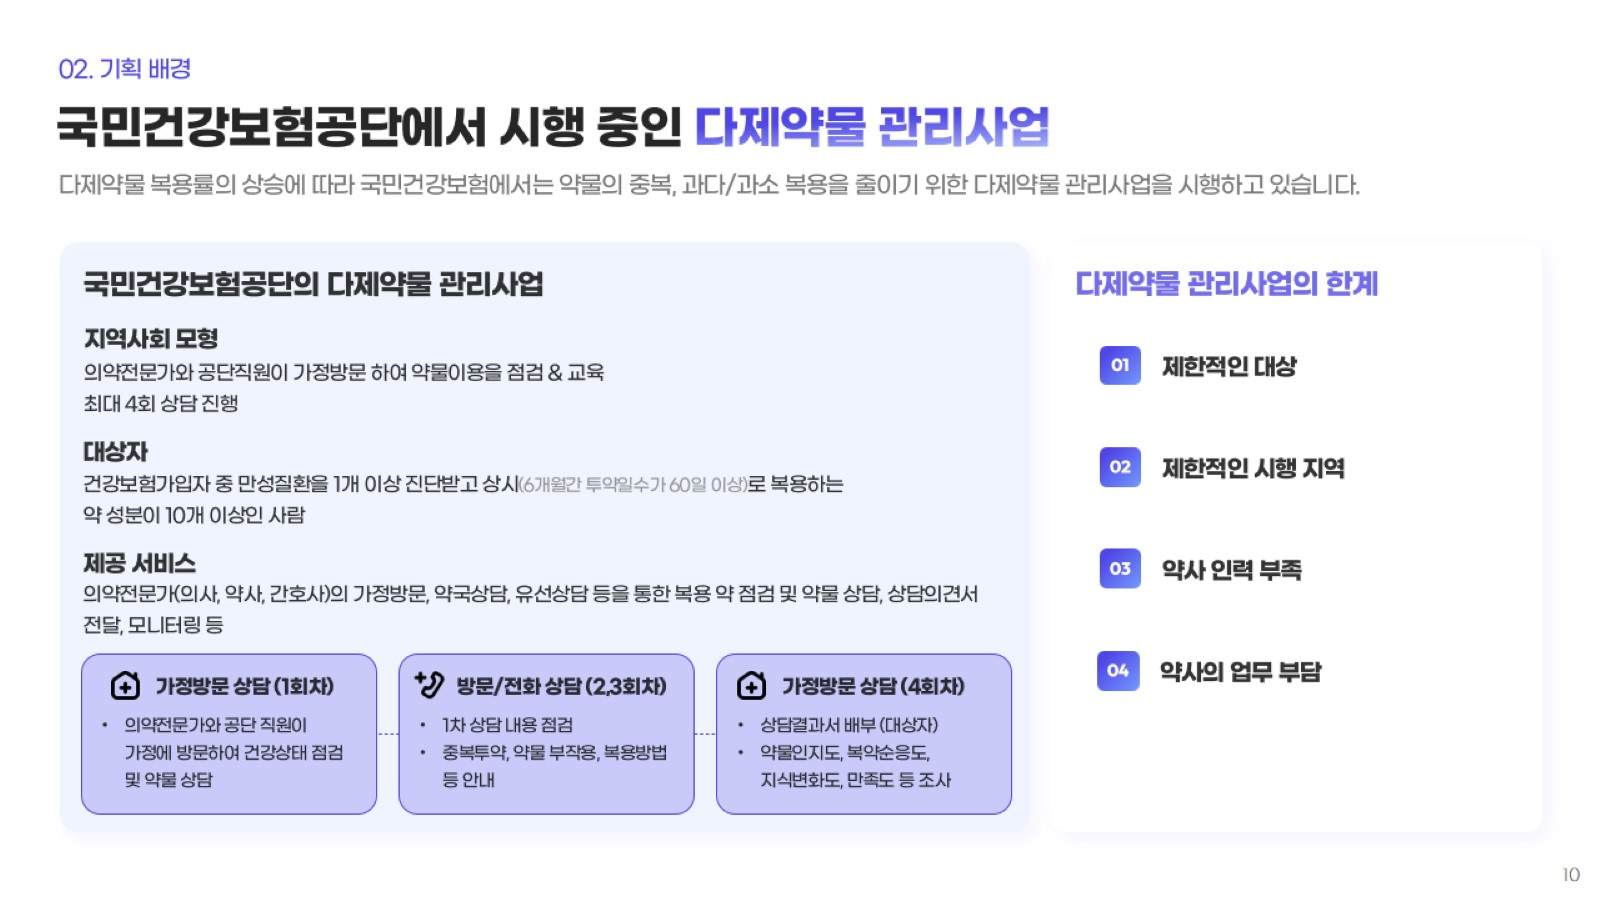 02. 기획 배경
국민건강보험공단에서 시행 중인 다제약물 관리사업
다제약물 복용률의 상승에 따라 국민건강보험에서는 약물의 중복, 과다/과소 복용을 줄이기 위한 다제약물 관리사업을 시행하고 있습니다.
국민건강보험공단의 다제약물 관리사업
지역사회 모형
의약전문가와 공단직원이 가정방문 하여 약물이용을 점검 & 교육
최대 4회 상담 진행
대상자
건강보험가입자 중 만성질환을 1개 이상 진단받고 상시(6개월간 투약일수가 60일 이상)로 복용하는
약 성분이 10개 이상인 사람
제공 서비스
의약전문가(의사, 약사, 간호사)의 가정방문, 약국상담, 유선상담 등을 통한 복용 약 점검 및 약물 상담, 상담의견서
전달, 모니터링 등
가정방문 상담 (1회차)
• 의약전문가와 공단 직원이
가정에 방문하여 건강상태 점검
및 약물 상담
방문/전화 상담 (2,3회차)
• 1차 상담 내용 점검
• 중복투약, 약물 부작용, 복용방법
등 안내
가정방문 상담 (4회차)
• 상담결과서 배부 (대상자)
• 약물인지도, 복약순응도,
지식변화도, 만족도 등 조사
다제약물 관리사업의 한계
01 제한적인 대상
02 제한적인 시행 지역
03 약사 인력 부족
04 약사의 업무 부담
10